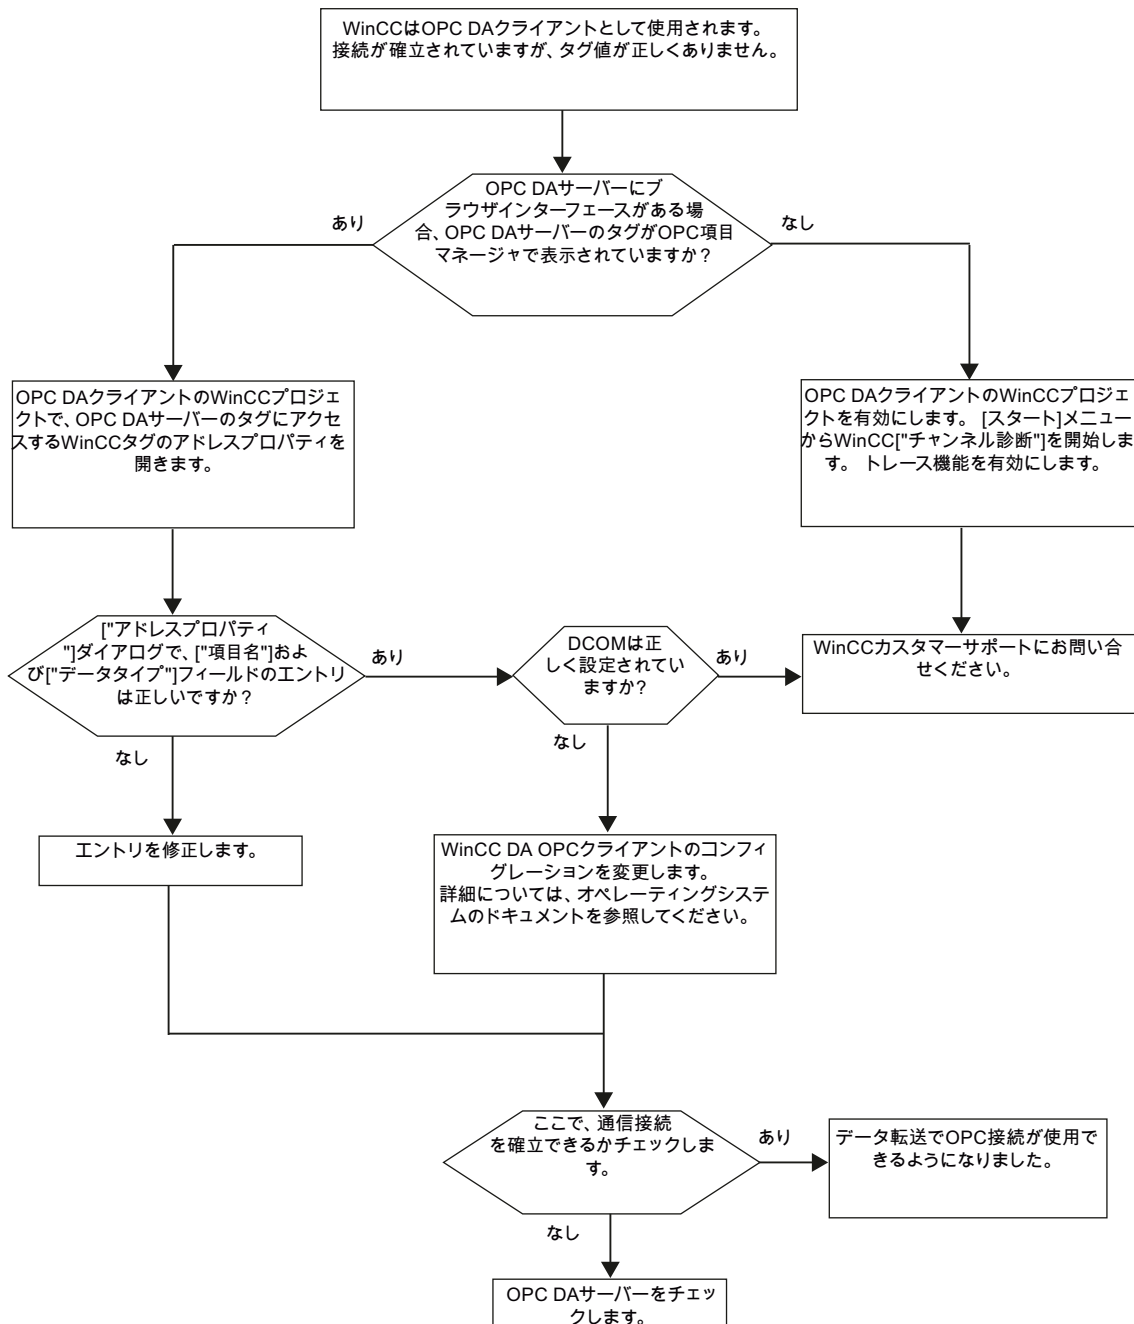 WinCCはOPC DAクライアントとして使用されます。
接続が確立されていますが、タグ値が正しくありません。
OPC DAサーバーにブ
ラウザインターフェースがある場
合、OPC DAサーバーのタグがOPC項目
マネージャで表示されていますか?
あり
なし
OPC DAクライアントのWinCCプロジェ
クトで、OPC DAサーバーのタグにアクセ
スするWinCCタグのアドレスプロパティを
開きます。
OPC DAクライアントのWinCCプロジェ
クトを有効にします。 [スタート]メニュー
からWinCC["チャンネル診断"]を開始しま
す。 トレース機能を有効にします。
["アドレスプロパティ
"]ダイアログで、["項目名"]およ
び["データタイプ"]フィールドのエントリ
は正しいですか?
あり
DCOMは正
しく設定されてい
ますか?
あり
WinCCカスタマーサポートにお問い合
せください。
なし
なし
エントリを修正します。
WinCC DA OPCクライアントのコンフィ
グレーションを変更します。
詳細については、オペレーティングシステ
ムのドキュメントを参照してください。
ここで、通信接続
を確立できるかチェックしま
す。
あり
データ転送でOPC接続が使用で
きるようになりました。
なし
OPC DAサーバーをチェッ
クします。